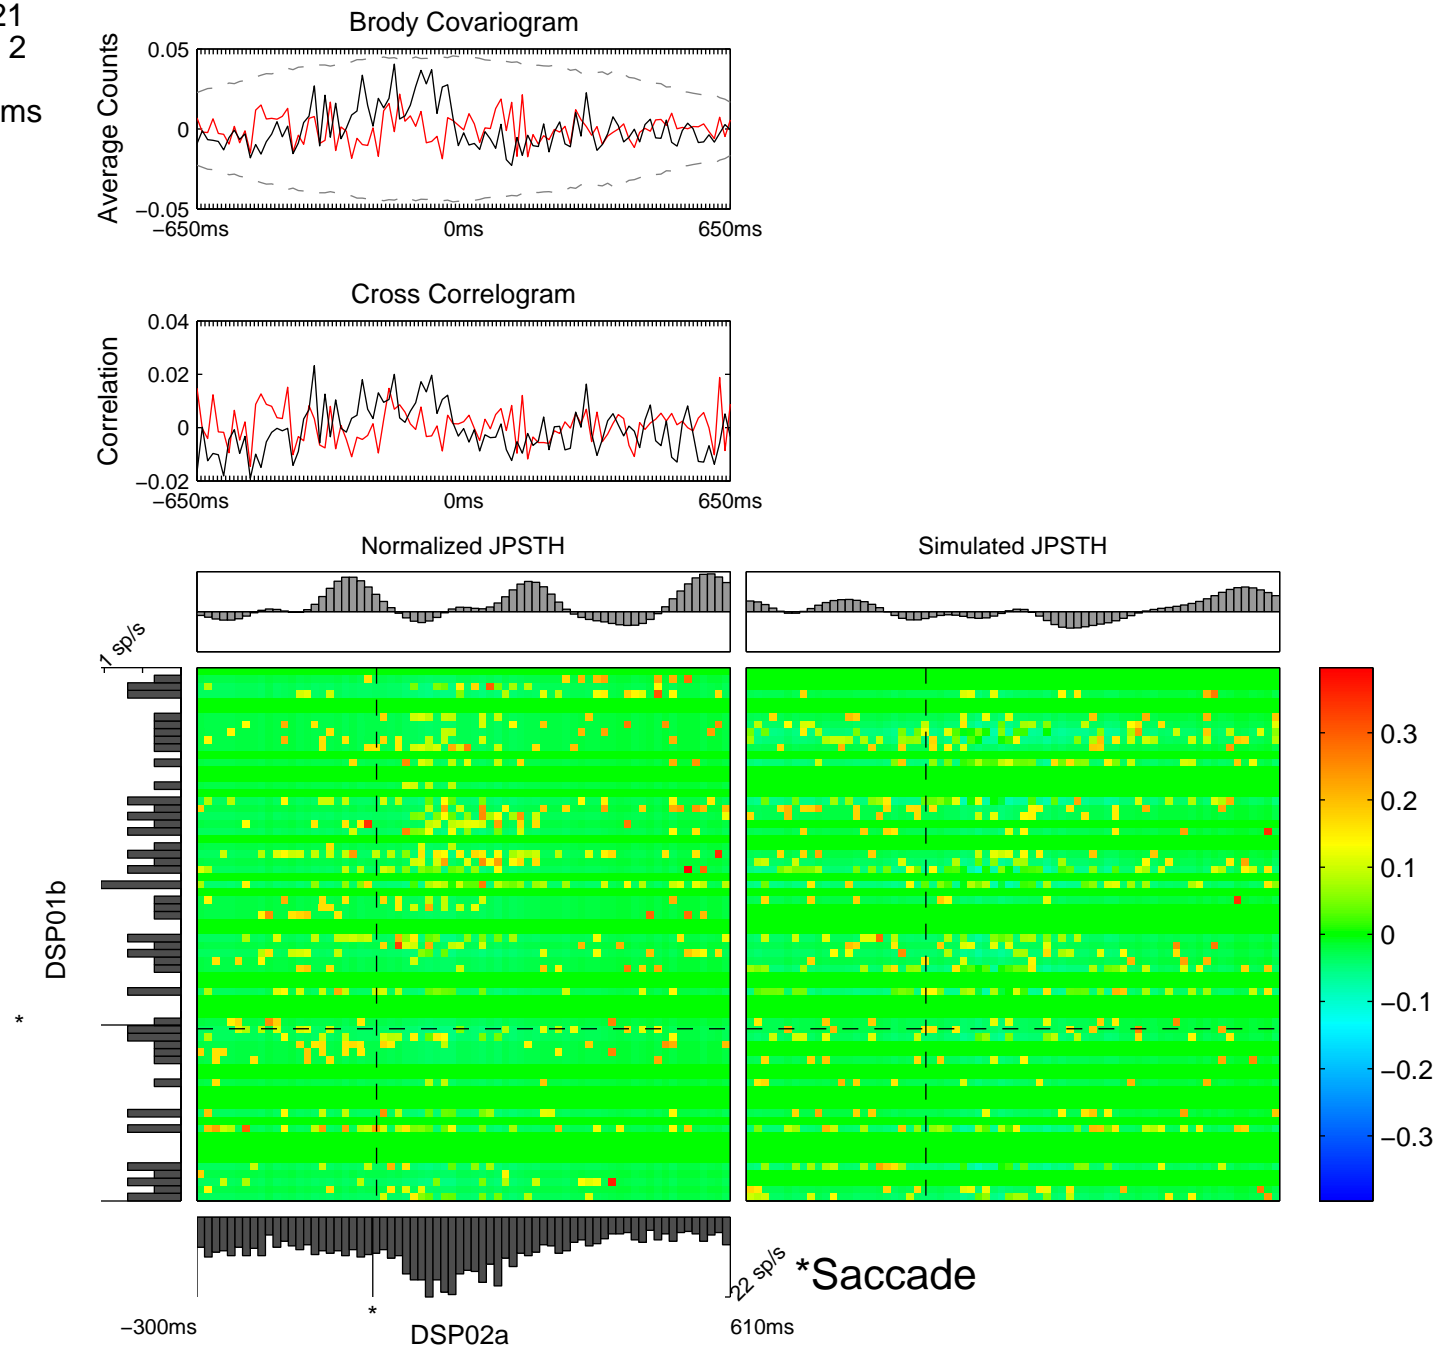 21
2
ms
Brody Covariogram
Average Counts
0.05
0
−0.05
−650ms
0ms
650ms
Cross Correlogram
Correlation
0.04
0.02
0
−0.02
−650ms
0ms
650ms
Normalized JPSTH
Simulated JPSTH
1 sp/s
DSP01b
*
0.3
0.2
0.1
0
−0.1
−0.2
−0.3
22 sp/s
*Saccade
*
−300ms
DSP02a
610ms